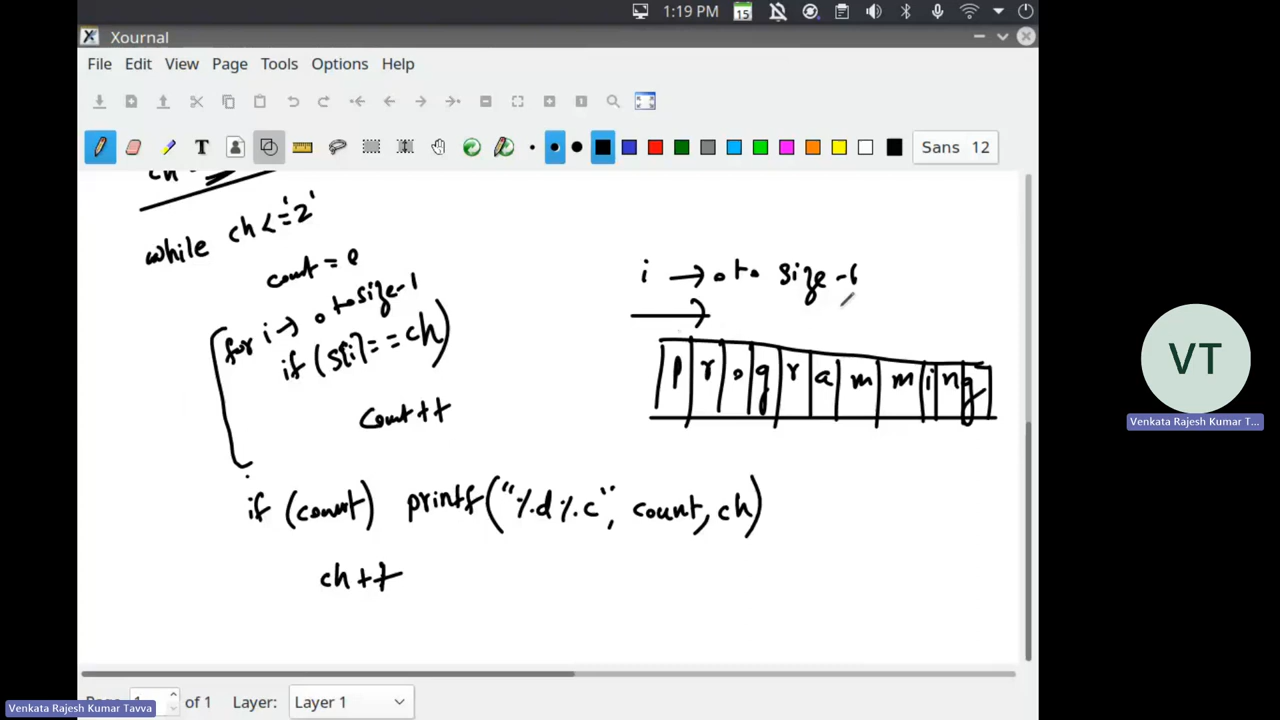 1:19 PM
15
Xournal
File Edit View Page Tools Options Help
T
Sans 12
while ch <= 'z'
count = 0
for i → 0 to size-1
if (s[i] == ch)
count++
if (count) printf("%d%c", count, ch)
ch++
i → 0 to size -1
p r o g r a m m i n g
VT
Venkata Rajesh Kumar T...
of 1 Layer: Layer 1
Venkata Rajesh Kumar Tavva